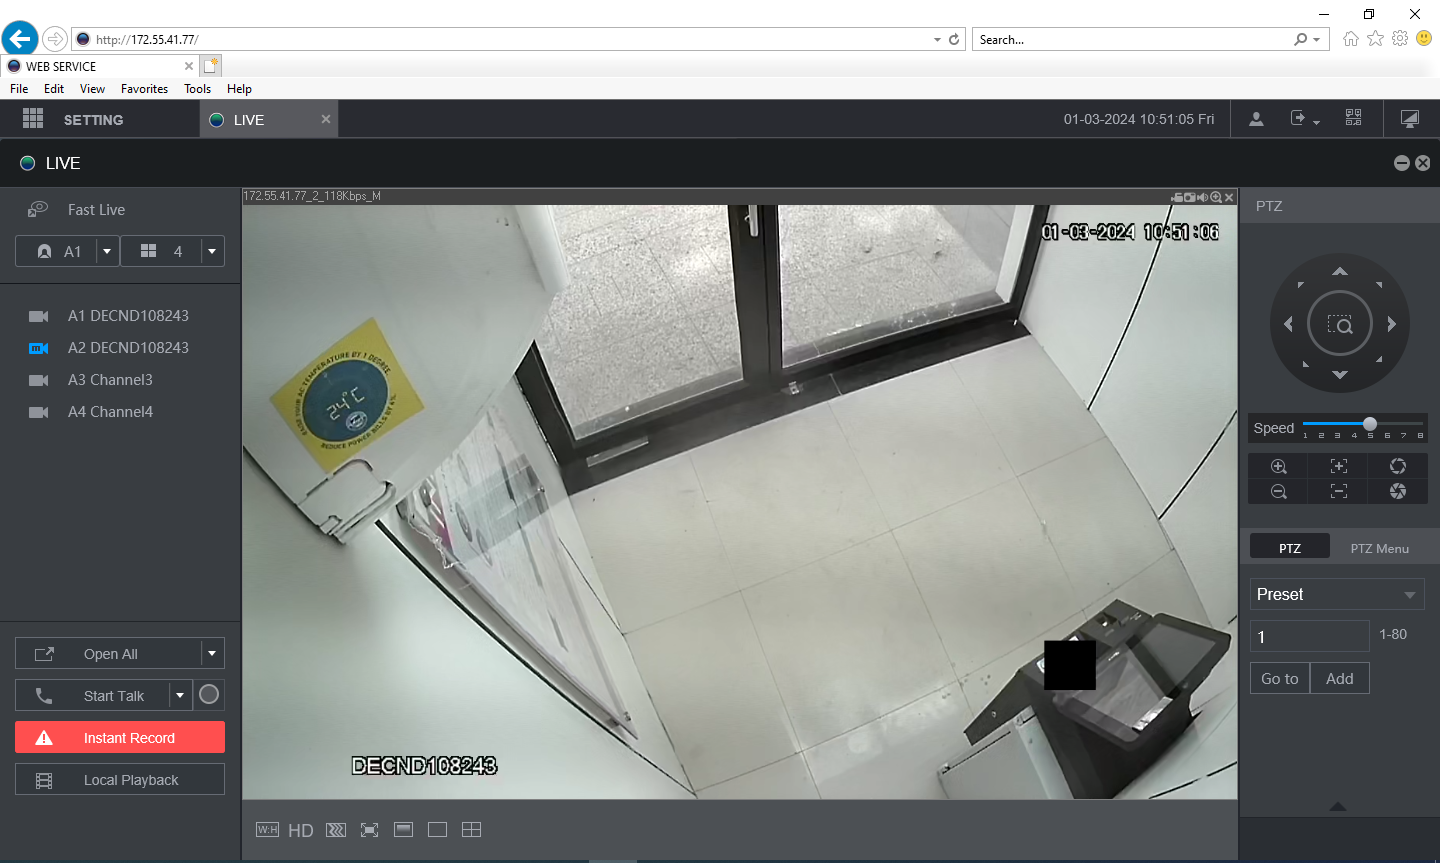 http://172.55.41.77/
Search...
WEB SERVICE
File Edit View Favorites Tools Help
SETTING
LIVE
01-03-2024 10:51:05 Fri
LIVE
Fast Live
A1
4
A1 DECND108243
A2 DECND108243
A3 Channel3
A4 Channel4
Open All
Start Talk
Instant Record
Local Playback
172.55.41.77_2_118Kbps_M
01-03-2024 10:51:06
RAISE YOUR AC TEMPERATURE BY 1 DEGREE,
24°C
REDUCE POWER BILLS BY 6%
DECND108243
W:H
HD
PTZ
Speed
1 2 3 4 5 6 7 8
PTZ
PTZ Menu
Preset
1
1-80
Go to
Add